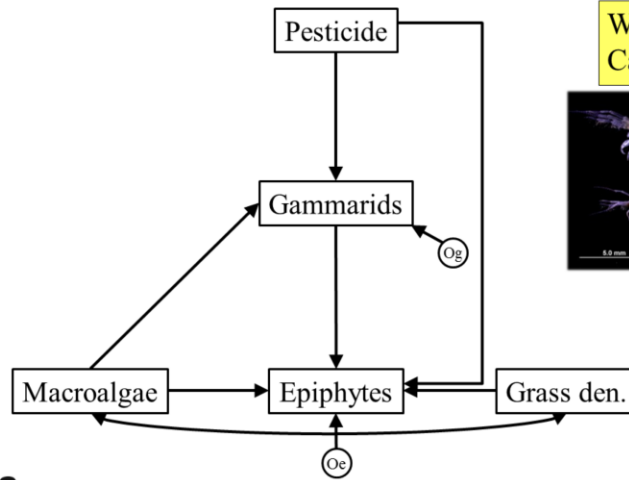 Pesticide
Gammarids
Og
5.0 mm
Macroalgae
Epiphytes
Grass den.
Oe